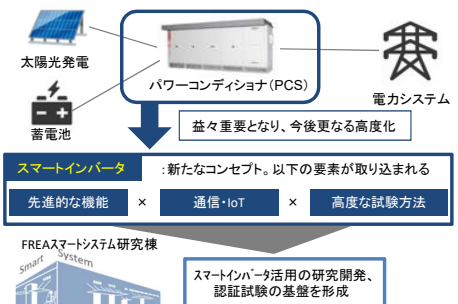 太陽光発電
パワーコンディショナ（PCS）
電力システム
蓄電池
益々重要となり、今後更なる高度化
スマートインバータ
：新たなコンセプト。以下の要素が取り込まれる
先進的な機能 × 通信・IoT × 高度な試験方法
FREAスマートシステム研究棟
Smart System
スマートインバータ活用の研究開発、
認証試験の基盤を形成